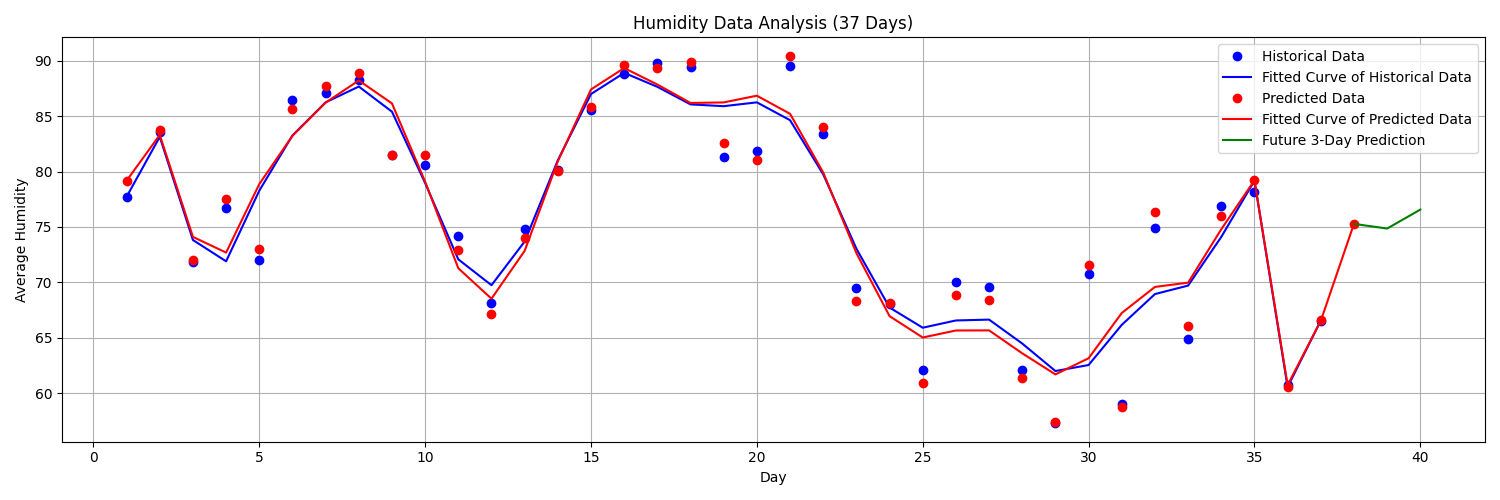 Humidity Data Analysis (37 Days)
Historical Data
Fitted Curve of Historical Data
Predicted Data
Fitted Curve of Predicted Data
Future 3-Day Prediction
Average Humidity
90
85
80
75
70
65
60
0 5 10 15 20 25 30 35 40
Day